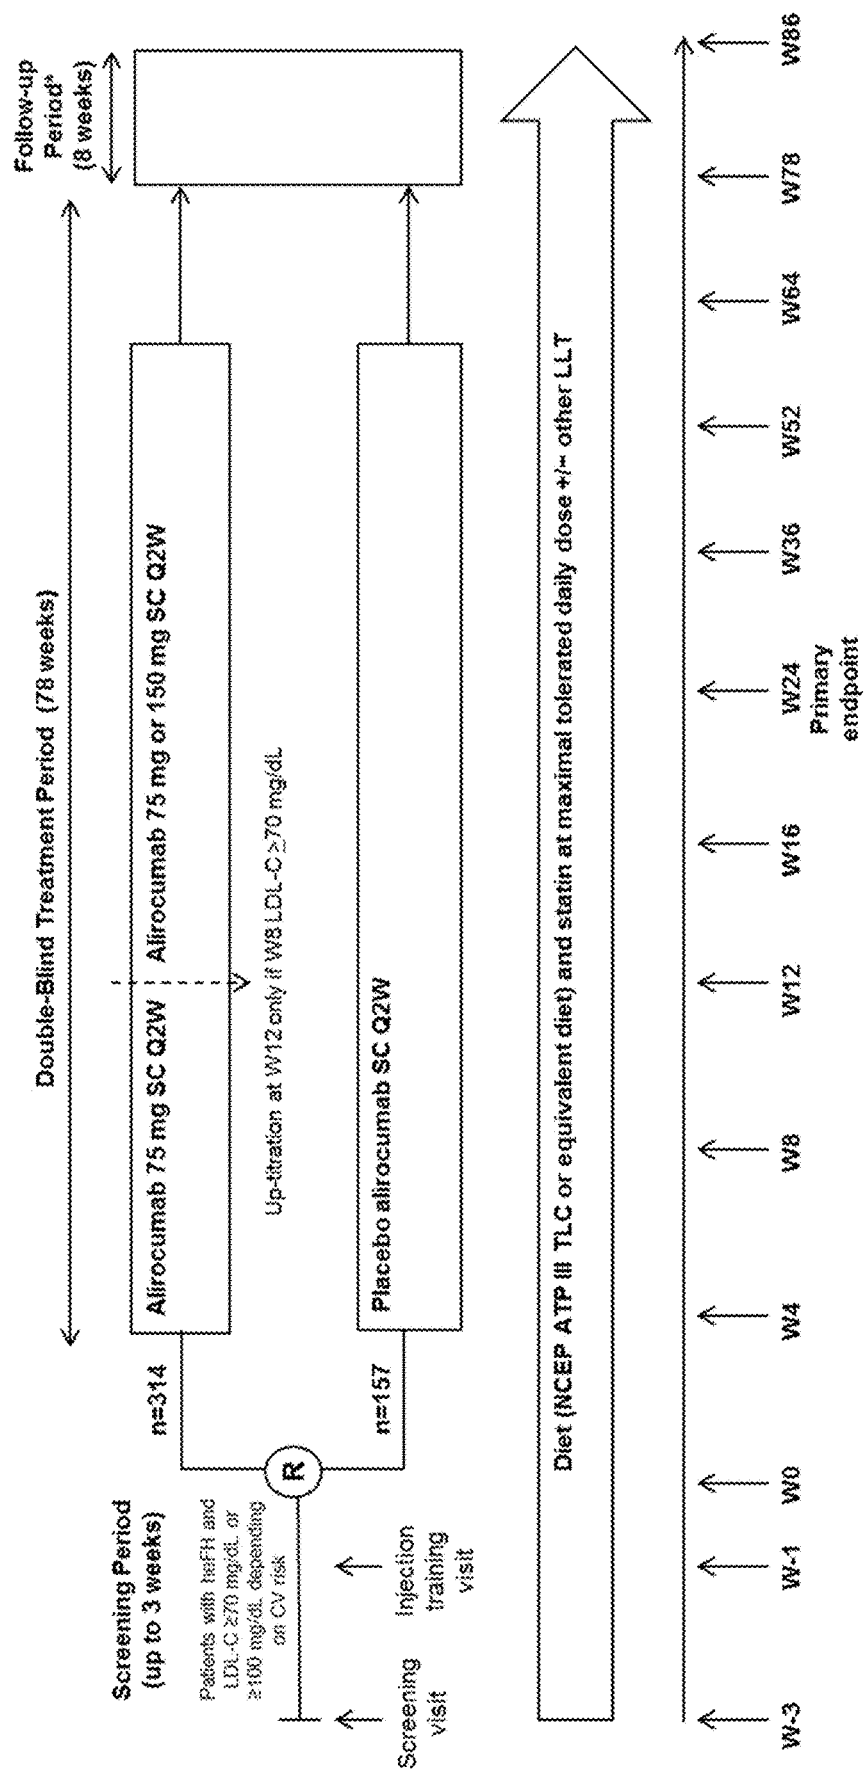 Screening Period
(up to 3 weeks)
Double-Blind Treatment Period (78 weeks)
Follow-up
Period*
(8 weeks)
Patients with heFH and
LDL-C ≥70 mg/dL or
≥100 mg/dL depending
on CV risk
R
n=314
n=157
Alirocumab 75 mg SC Q2W
Alirocumab 75 mg or 150 mg SC Q2W
Up-titration at W12 only if W8 LDL-C ≥70 mg/dL
Placebo alirocumab SC Q2W
Screening
visit
Injection
training
visit
Diet (NCEP ATP III TLC or equivalent diet) and statin at maximal tolerated daily dose +/- other LLT
W-3
W-1
W0
W4
W8
W12
W16
W24
Primary
endpoint
W36
W52
W64
W78
W86